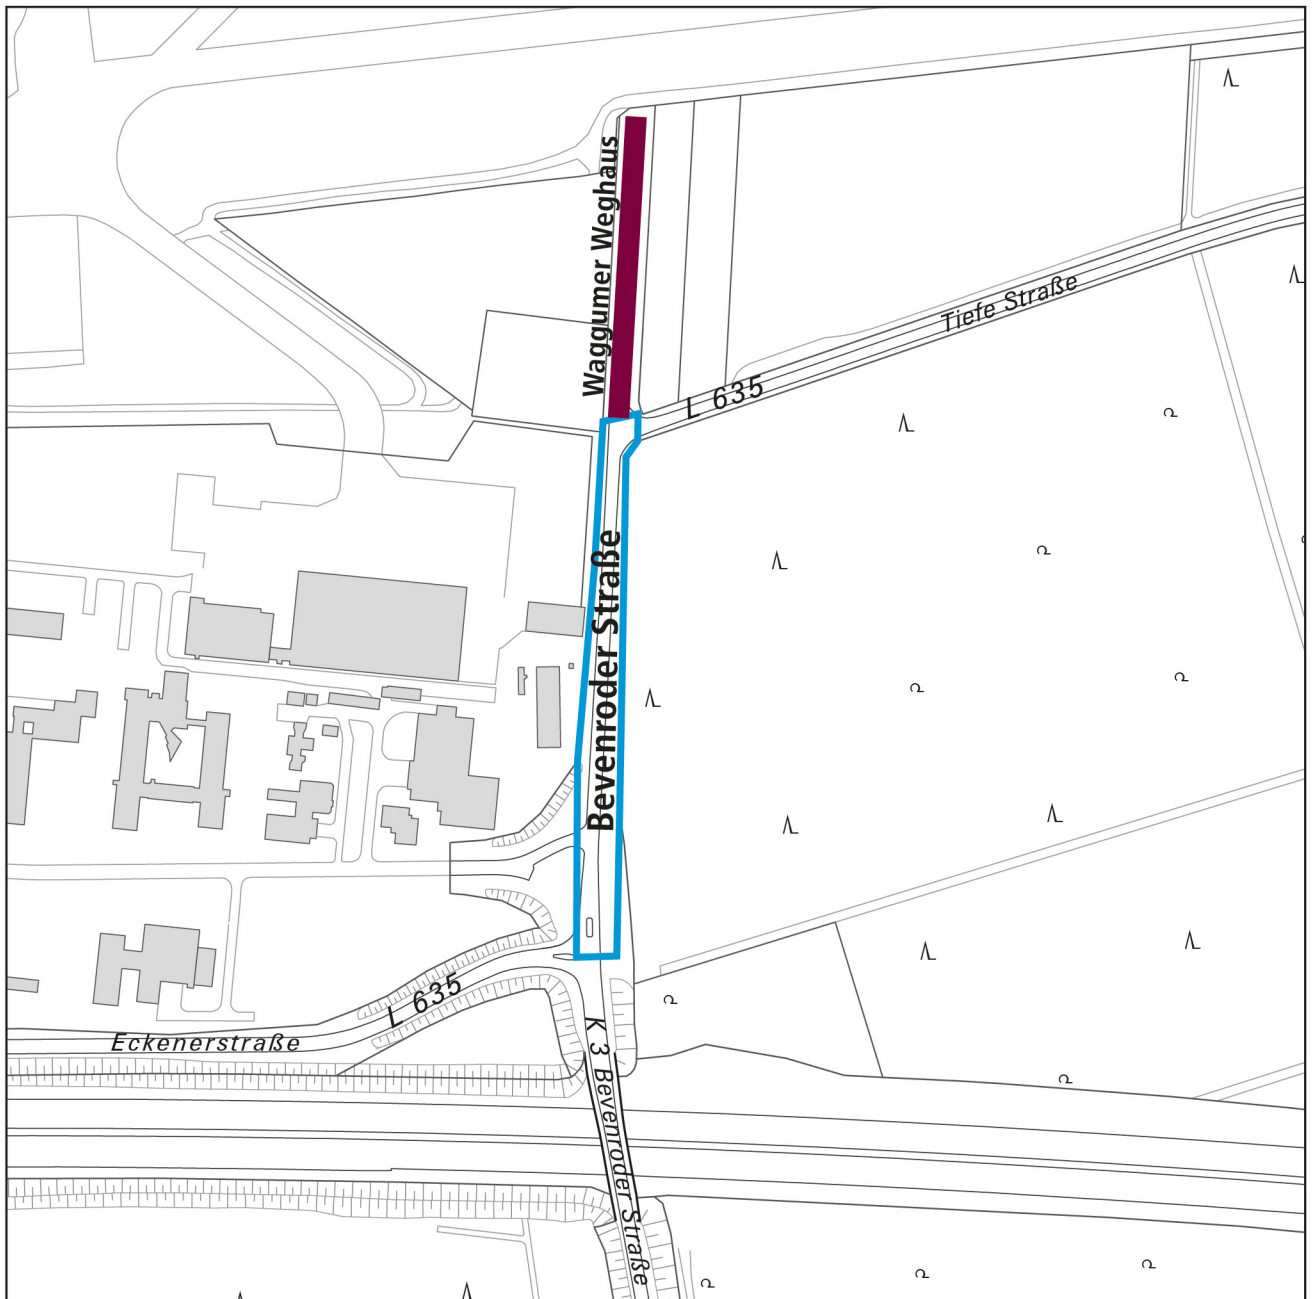 Waggumer Weghaus
Tiefe Straße
L 635
Bevenroder Straße
L 635
Eckenerstraße
K 3 Bevenroder Straße